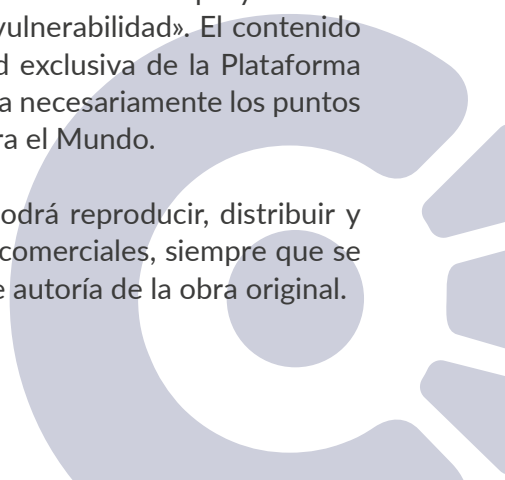 vulnerabilidad». El contenido
d exclusiva de la Plataforma
a necesariamente los puntos
ra el Mundo.
odrá reproducir, distribuir y
comerciales, siempre que se
e autoría de la obra original.